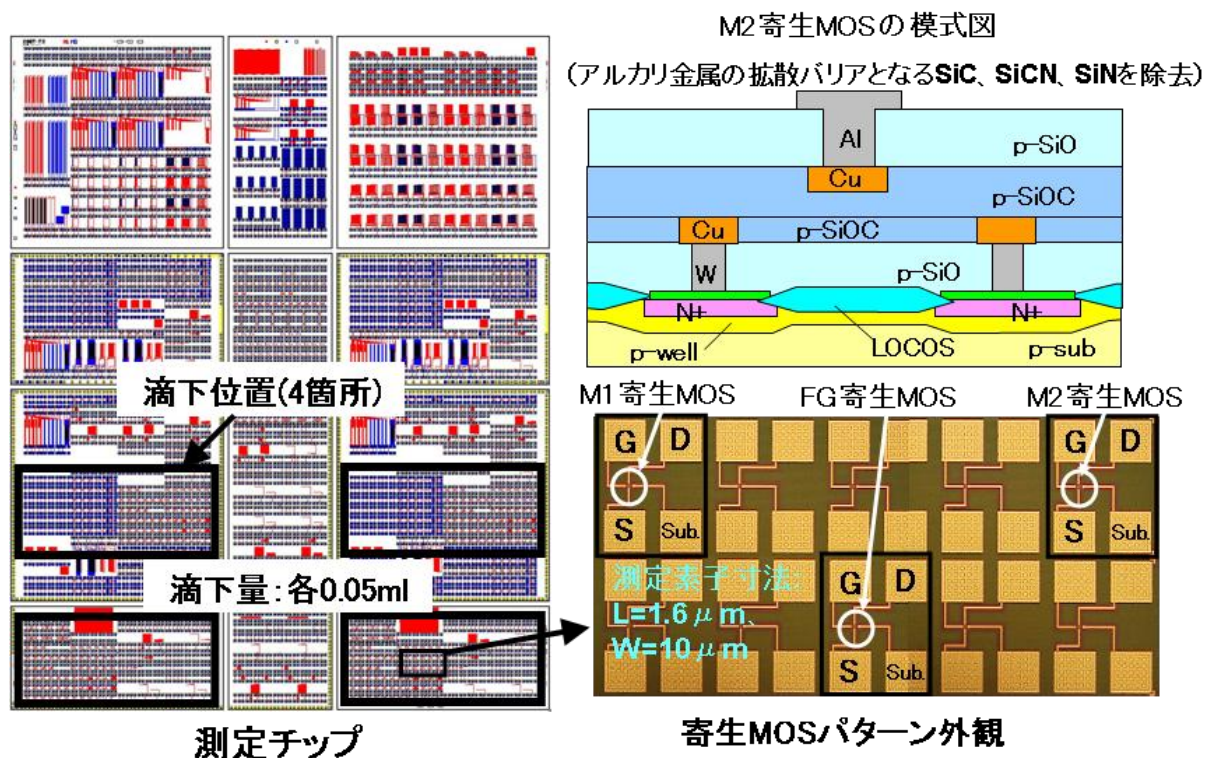 M2寄生MOSの模式図
(アルカリ金属の拡散バリアとなるSiC、SiCN、SiNを除去)
Al
p-SiO
Cu
p-SiOC
Cu
p-SiOC
W
p-SiO
N+
N+
p-well
LOCOS
p-sub
滴下位置(4箇所)
滴下量:各0.05ml
測定チップ
M1寄生MOS
FG寄生MOS
M2寄生MOS
G D
S Sub.
G D
S Sub.
G D
S Sub.
測定素子寸法:
L=1.6μm、
W=10μm
寄生MOSパターン外観